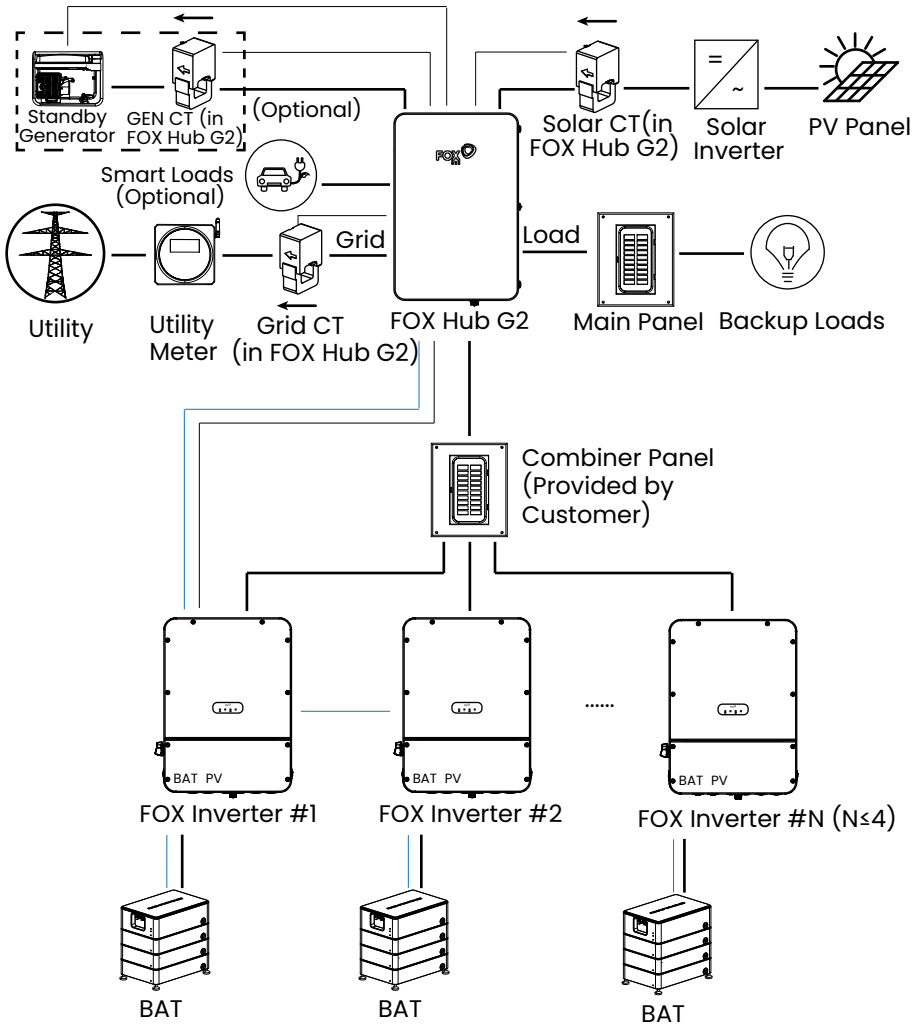 Standby
Generator
GEN CT (in
FOX Hub G2)
(Optional)
Solar CT(in
FOX Hub G2)
Solar
Inverter
PV Panel
FOX
ESS
=
~
Smart Loads
(Optional)
Grid
Load
Utility
Utility
Meter
Grid CT
(in FOX Hub G2)
FOX Hub G2
Main Panel
Backup Loads
Combiner Panel
(Provided by
Customer)
......
BAT PV
BAT PV
BAT PV
FOX Inverter #1
FOX Inverter #2
FOX Inverter #N (N≤4)
BAT
BAT
BAT